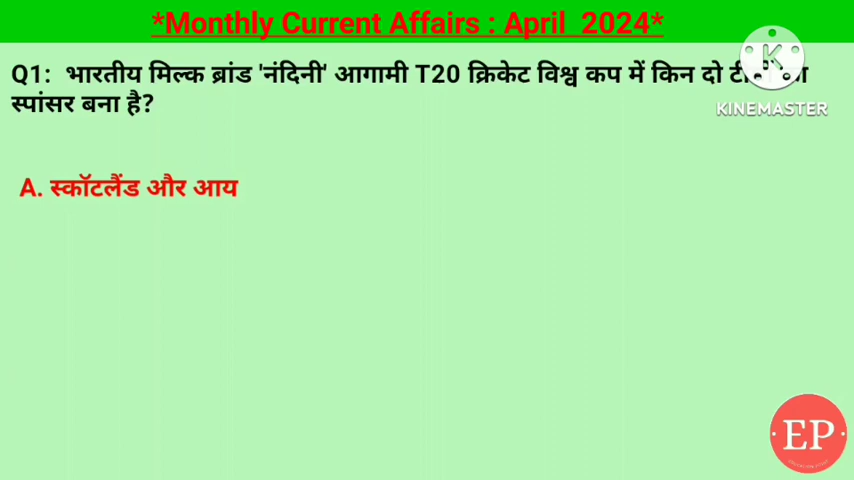 *Monthly Current Affairs : April 2024*
Q1: भारतीय मिल्क ब्रांड 'नंदिनी' आगामी T20 क्रिकेट विश्व कप में किन दो
स्पांसर बना है?
KINEMASTER
A. स्कॉटलैंड और आय
EP